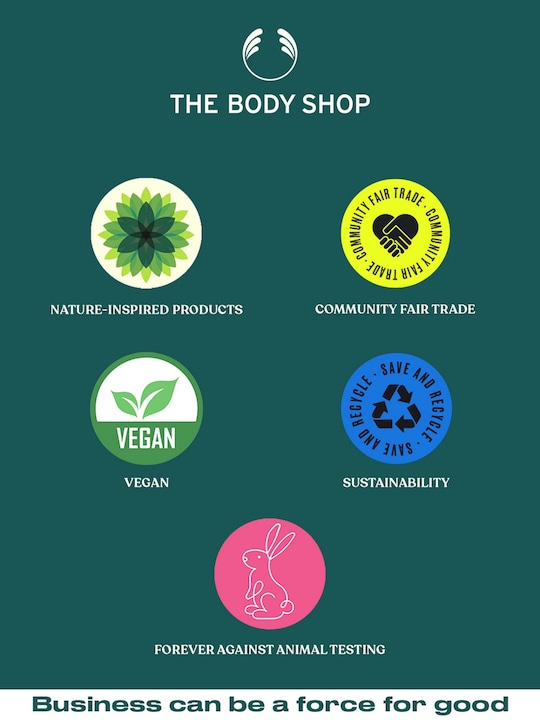 THE BODY SHOP
COMMUNITY FAIR TRADE · COMMUNITY FAIR TRADE ·
NATURE-INSPIRED PRODUCTS
COMMUNITY FAIR TRADE
VEGAN
SAVE AND RECYCLE · SAVE AND RECYCLE ·
VEGAN
SUSTAINABILITY
FOREVER AGAINST ANIMAL TESTING
Business can be a force for good